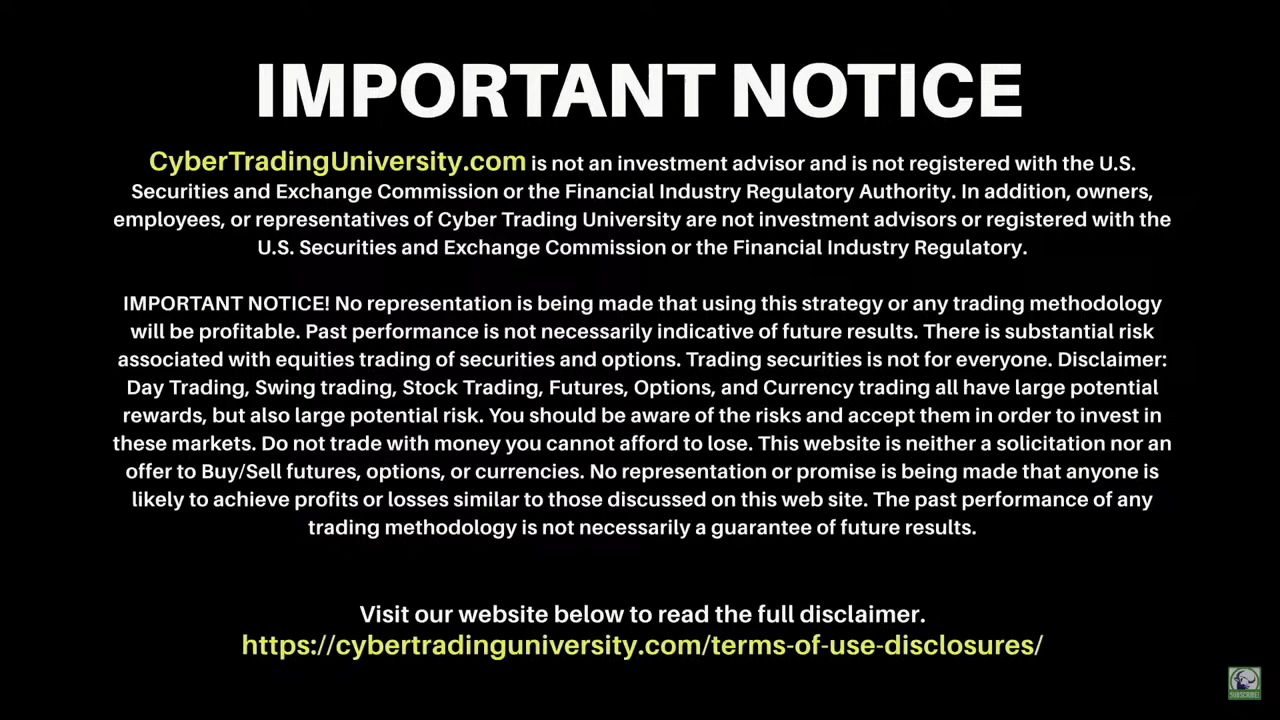 IMPORTANT NOTICE
CyberTradingUniversity.com is not an investment advisor and is not registered with the U.S.
Securities and Exchange Commission or the Financial Industry Regulatory Authority. In addition, owners,
employees, or representatives of Cyber Trading University are not investment advisors or registered with the
U.S. Securities and Exchange Commission or the Financial Industry Regulatory.
IMPORTANT NOTICE! No representation is being made that using this strategy or any trading methodology
will be profitable. Past performance is not necessarily indicative of future results. There is substantial risk
associated with equities trading of securities and options. Trading securities is not for everyone. Disclaimer:
Day Trading, Swing trading, Stock Trading, Futures, Options, and Currency trading all have large potential
rewards, but also large potential risk. You should be aware of the risks and accept them in order to invest in
these markets. Do not trade with money you cannot afford to lose. This website is neither a solicitation nor an
offer to Buy/Sell futures, options, or currencies. No representation or promise is being made that anyone is
likely to achieve profits or losses similar to those discussed on this web site. The past performance of any
trading methodology is not necessarily a guarantee of future results.
Visit our website below to read the full disclaimer.
https://cybertradinguniversity.com/terms-of-use-disclosures/
SUBSCRIBE!